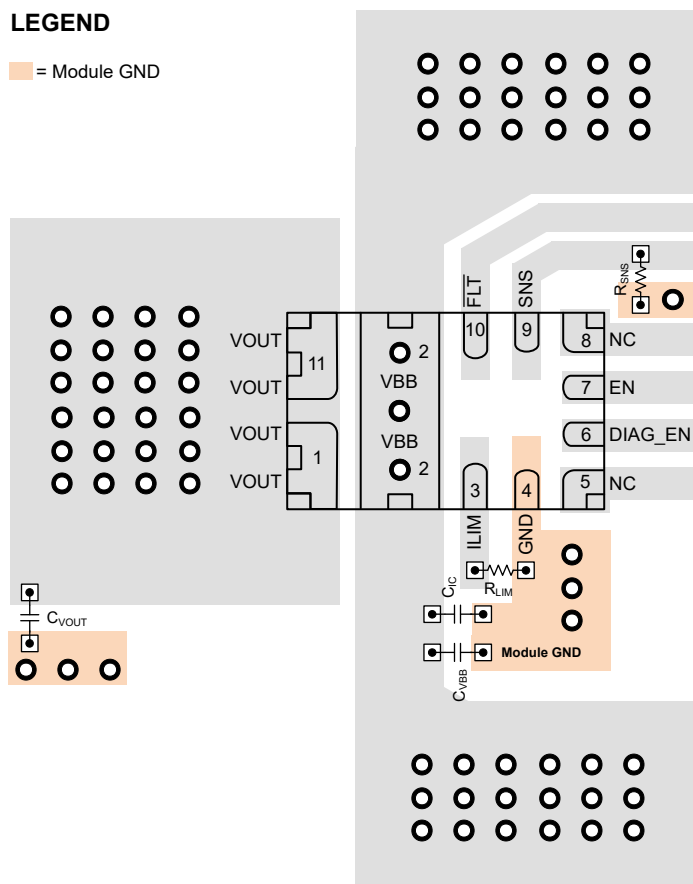 LEGEND
= Module GND
RSNS
FLT
SNS
10
9
8
NC
VOUT
11
2
VBB
VOUT
7
EN
VOUT
VBB
6
DIAG_EN
1
2
VOUT
3
4
5
NC
ILIM
GND
RLIM
CIC
CVOUT
Module GND
CVBB